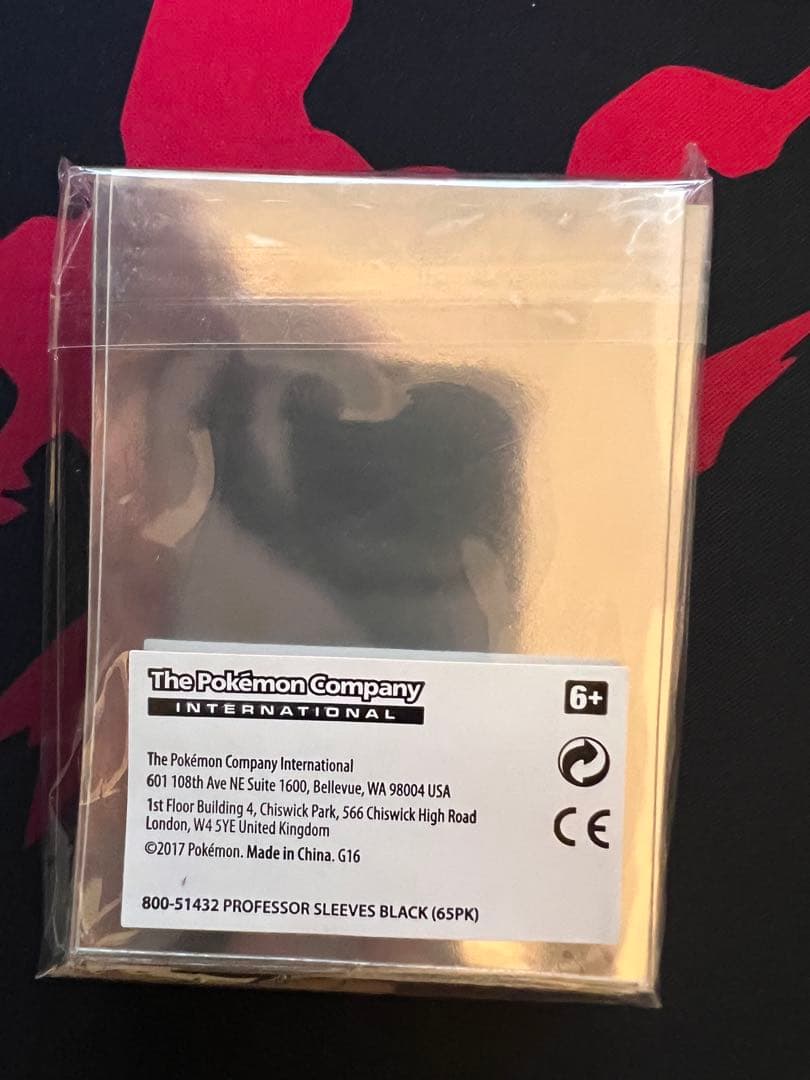 The Pokémon Company
INTERNATIONAL
6+
The Pokémon Company International
601 108th Ave NE Suite 1600, Bellevue, WA 98004 USA
1st Floor Building 4, Chiswick Park, 566 Chiswick High Road
London, W4 5YE United Kingdom
©2017 Pokémon. Made in China. G16
CE
800-51432 PROFESSOR SLEEVES BLACK (65PK)